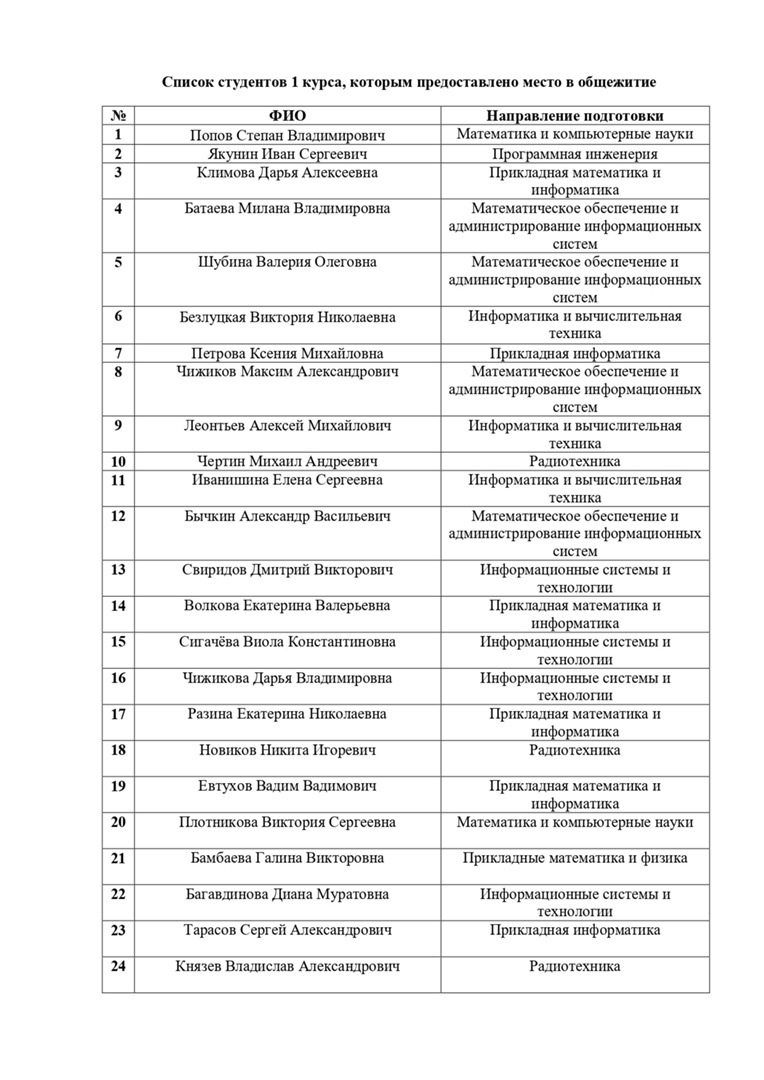 Список студентов 1 курса, которым предоставлено место в общежитие
№ ФИО Направление подготовки
1 Попов Степан Владимирович Математика и компьютерные науки
2 Якунин Иван Сергеевич Программная инженерия
3 Климова Дарья Алексеевна Прикладная математика и
информатика
4 Батаева Милана Владимировна Математическое обеспечение и
администрирование информационных
систем
5 Шубина Валерия Олеговна Математическое обеспечение и
администрирование информационных
систем
6 Безлуцкая Виктория Николаевна Информатика и вычислительная
техника
7 Петрова Ксения Михайловна Прикладная информатика
8 Чижиков Максим Александрович Математическое обеспечение и
администрирование информационных
систем
9 Леонтьев Алексей Михайлович Информатика и вычислительная
техника
10 Чертин Михаил Андреевич Радиотехника
11 Иванишина Елена Сергеевна Информатика и вычислительная
техника
12 Бычкин Александр Васильевич Математическое обеспечение и
администрирование информационных
систем
13 Свиридов Дмитрий Викторович Информационные системы и
технологии
14 Волкова Екатерина Валерьевна Прикладная математика и
информатика
15 Сигачёва Виола Константиновна Информационные системы и
технологии
16 Чижикова Дарья Владимировна Информационные системы и
технологии
17 Разина Екатерина Николаевна Прикладная математика и
информатика
18 Новиков Никита Игоревич Радиотехника
19 Евтухов Вадим Вадимович Прикладная математика и
информатика
20 Плотникова Виктория Сергеевна Математика и компьютерные науки
21 Бамбаева Галина Викторовна Прикладные математика и физика
22 Багавдинова Диана Муратовна Информационные системы и
технологии
23 Тарасов Сергей Александрович Прикладная информатика
24 Князев Владислав Александрович Радиотехника